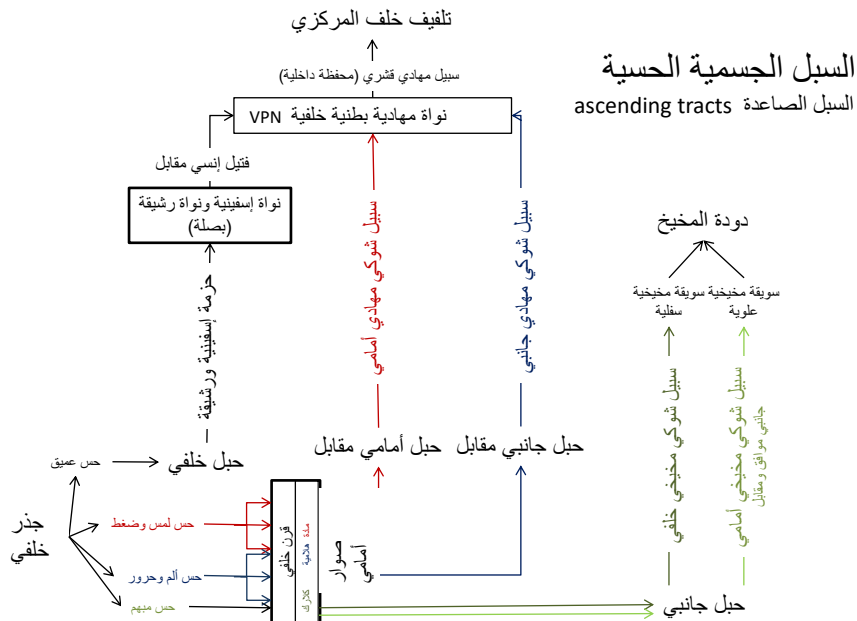 السبل الجسمية الحسية
السبل الصاعدة ascending tracts
تلفيف خلف المركزي
سبيل مهادي قشري (محفظة داخلية)
نواة مهادية بطنية خلفية VPN
فتيل إنسي مقابل
نواة إسفينية ونواة رشيقة
(بصلة)
حزمة إسفينية ورشيقة
سبيل شوكي مهادي أمامي
سبيل شوكي مهادي جانبي
دودة المخيخ
سويقة مخيخية
علوية
سويقة مخيخية
سفلية
سبيل شوكي مخيخي خلفي
سبيل شوكي مخيخي أمامي
جانبي موافق ومقابل
حبل خلفي
حبل أمامي مقابل
حبل جانبي مقابل
حس عميق
جذر
خلفي
حس لمس وضغط
حس ألم وحرور
حس مبهم
قرن خلفي
مادة هلامية
كلارك
صوار
أمامي
حبل جانبي